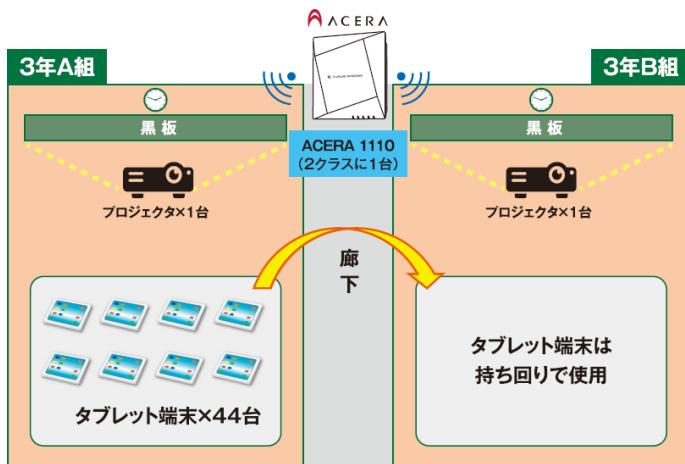 ACERA
3年A組
3年B組
黒板
黒板
ACERA 1110
(2クラスに1台)
プロジェクタ×1台
プロジェクタ×1台
廊下
タブレット端末×44台
タブレット端末は
持ち回りで使用